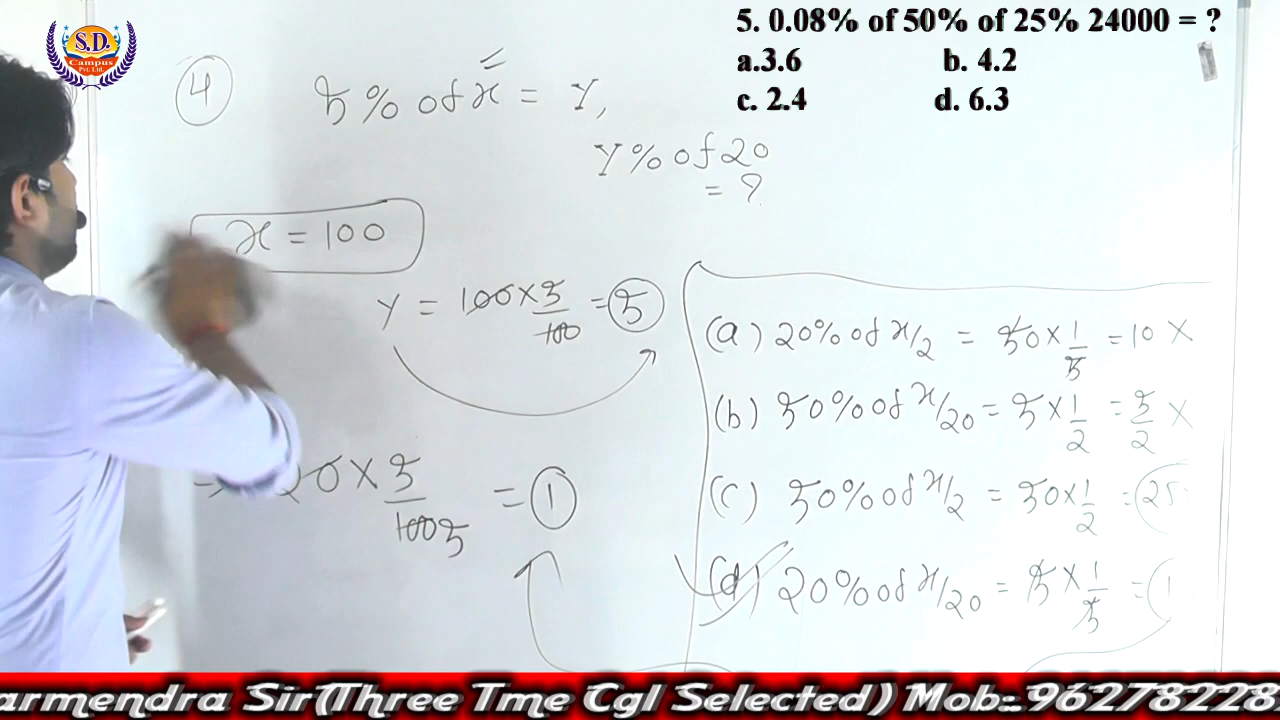 S.D.
Campus
Pvt. Ltd.
5. 0.08% of 50% of 25% 24000 = ?
a.3.6 b. 4.2
c. 2.4 d. 6.3
4 5% of x = Y,
Y% of 20
= ?
x = 100
Y = 100 × 5/100 = 5
20 × 5/100 5 = 1
(a) 20% of x/2 = 50 × 1/5 = 10 ×
(b) 50% of x/20 = 5 × 1/2 = 5/2 ×
(c) 50% of x/2 = 50 × 1/2 = 25
(d) 20% of x/20 = 5 × 1/5 = 1
armendra Sir(Three Tme Cgl Selected) Mob:-96278228